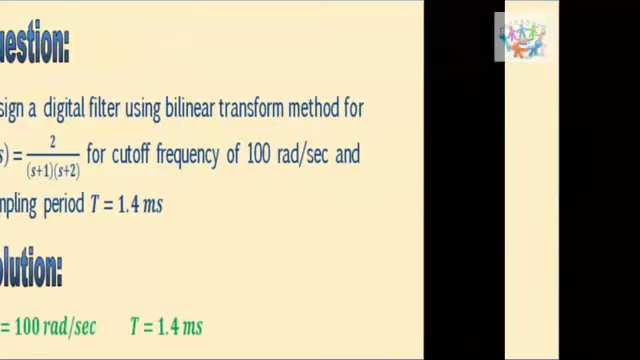 uestion:
sign a digital filter using bilinear transform method for
s) = 2/(s+1)(s+2) for cutoff frequency of 100 rad/sec and
mpling period T = 1.4 ms
olution:
= 100 rad/sec T = 1.4 ms